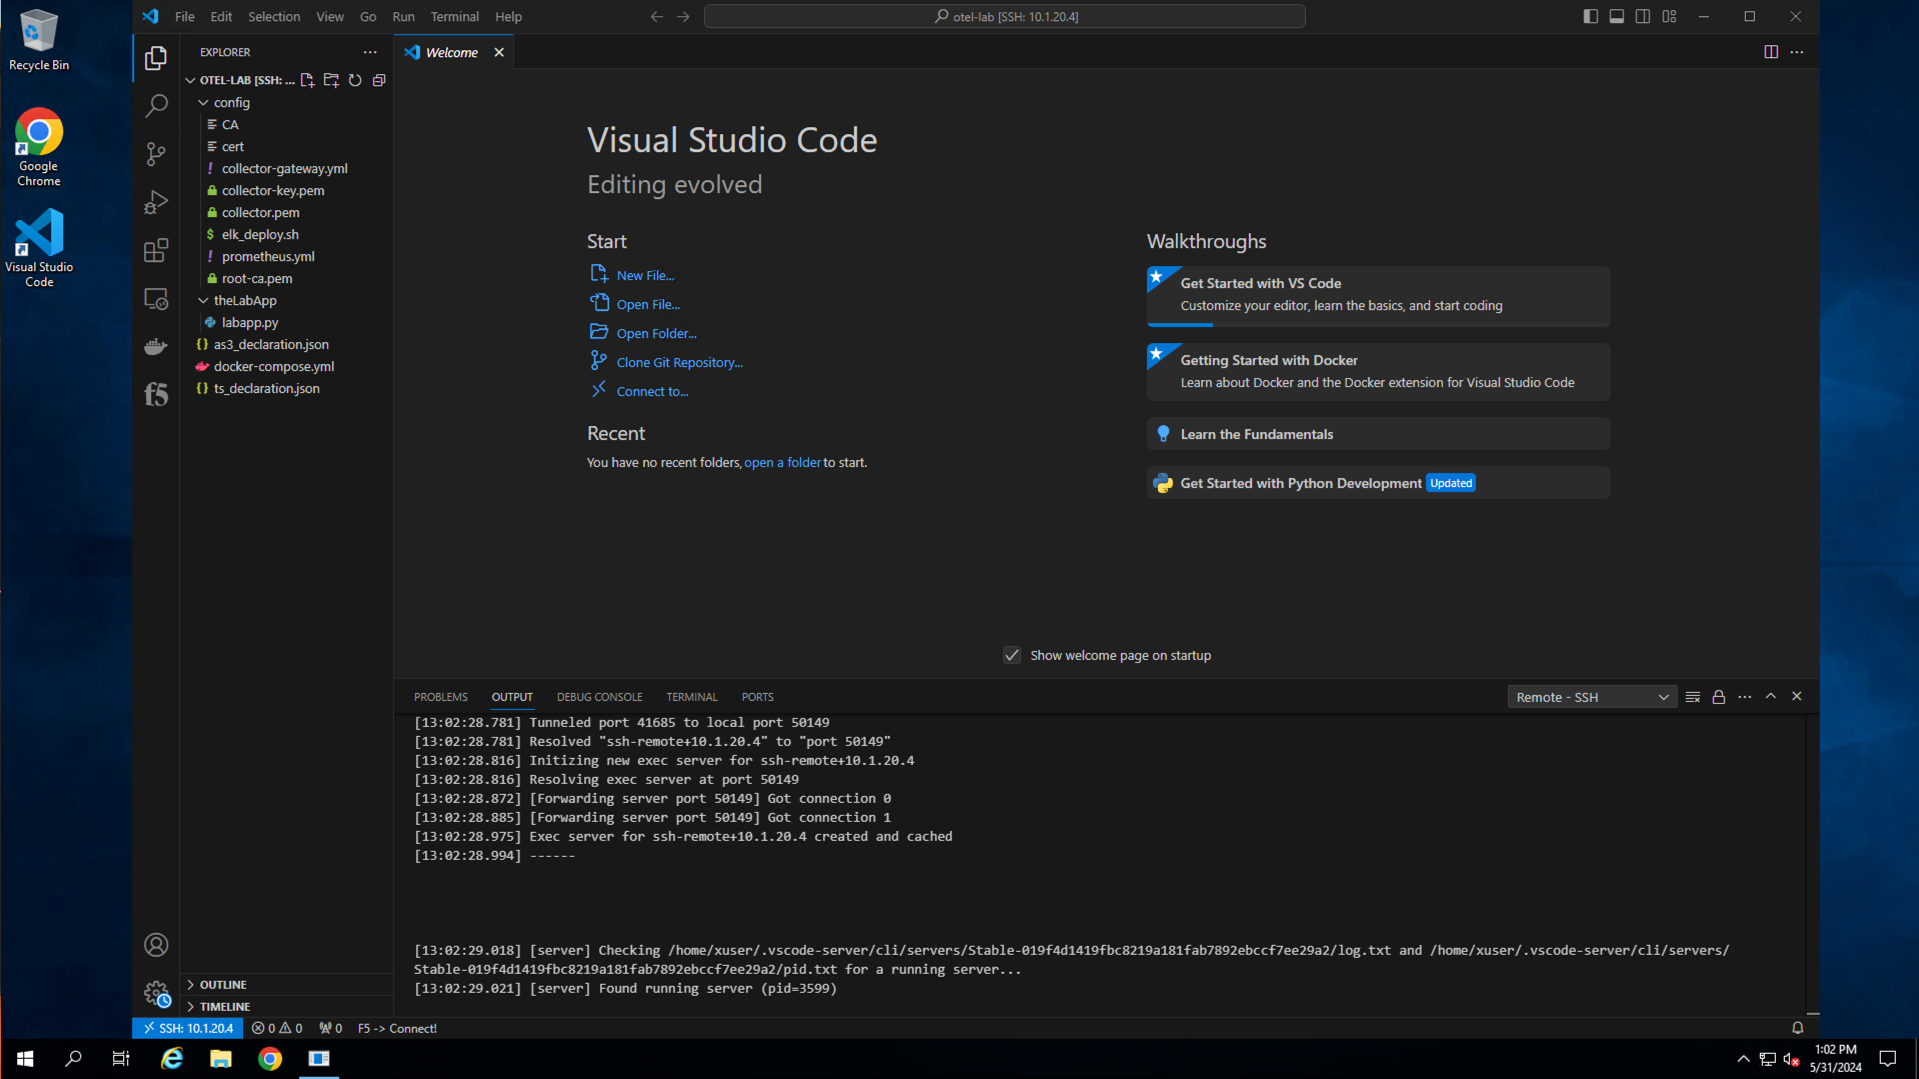 Recycle Bin
Google
Chrome
Visual Studio
Code
File Edit Selection View Go Run Terminal Help
otel-lab [SSH: 10.1.20.4]
EXPLORER
OTEL-LAB [SSH: ...
config
CA
cert
! collector-gateway.yml
collector-key.pem
collector.pem
$ elk_deploy.sh
! prometheus.yml
root-ca.pem
theLabApp
labapp.py
{} as3_declaration.json
docker-compose.yml
{} ts_declaration.json
f5
OUTLINE
TIMELINE
Welcome
Visual Studio Code
Editing evolved
Start
New File...
Open File...
Open Folder...
Clone Git Repository...
Connect to...
Recent
You have no recent folders, open a folder to start.
Walkthroughs
Get Started with VS Code
Customize your editor, learn the basics, and start coding
Getting Started with Docker
Learn about Docker and the Docker extension for Visual Studio Code
Learn the Fundamentals
Get Started with Python Development Updated
Show welcome page on startup
PROBLEMS OUTPUT DEBUG CONSOLE TERMINAL PORTS
Remote - SSH
[13:02:28.781] Tunneled port 41685 to local port 50149
[13:02:28.781] Resolved "ssh-remote+10.1.20.4" to "port 50149"
[13:02:28.816] Initizing new exec server for ssh-remote+10.1.20.4
[13:02:28.816] Resolving exec server at port 50149
[13:02:28.872] [Forwarding server port 50149] Got connection 0
[13:02:28.885] [Forwarding server port 50149] Got connection 1
[13:02:28.975] Exec server for ssh-remote+10.1.20.4 created and cached
[13:02:28.994] ------
[13:02:29.018] [server] Checking /home/xuser/.vscode-server/cli/servers/Stable-019f4d1419fbc8219a181fab7892ebccf7ee29a2/log.txt and /home/xuser/.vscode-server/cli/servers/
Stable-019f4d1419fbc8219a181fab7892ebccf7ee29a2/pid.txt for a running server...
[13:02:29.021] [server] Found running server (pid=3599)
SSH: 10.1.20.4 0 0 0 F5 -> Connect!
1:02 PM
5/31/2024